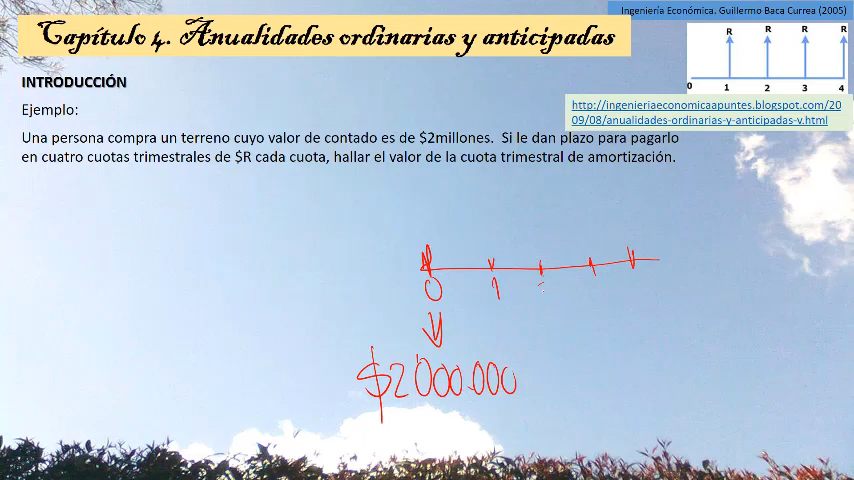 Ingeniería Económica. Guillermo Baca Currea (2005)
Capítulo 4. Anualidades ordinarias y anticipadas
R R R R
0 1 2 3 4
INTRODUCCIÓN
http://ingenieriaeconomicaapuntes.blogspot.com/20
09/08/anualidades-ordinarias-y-anticipadas-v.html
Ejemplo:
Una persona compra un terreno cuyo valor de contado es de $2millones. Si le dan plazo para pagarlo
en cuatro cuotas trimestrales de $R cada cuota, hallar el valor de la cuota trimestral de amortización.
0 1
$2'000.000